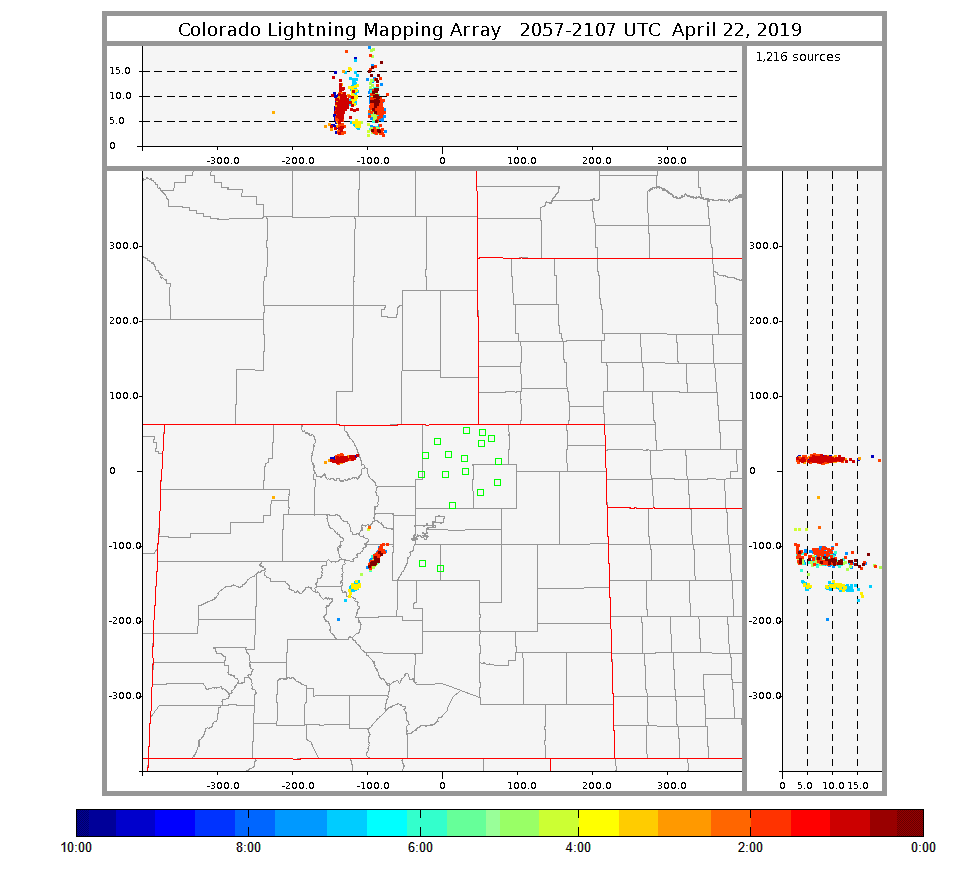 Colorado Lightning Mapping Array 2057-2107 UTC April 22, 2019
1,216 sources
15.0
10.0
5.0
0
-300.0 -200.0 -100.0 0 100.0 200.0 300.0
300.0 300.0
200.0 200.0
100.0 100.0
0 0
-100.0 -100.0
-200.0 -200.0
-300.0 -300.0
-300.0 -200.0 -100.0 0 100.0 200.0 300.0 0 5.0 10.0 15.0
10:00 8:00 6:00 4:00 2:00 0:00